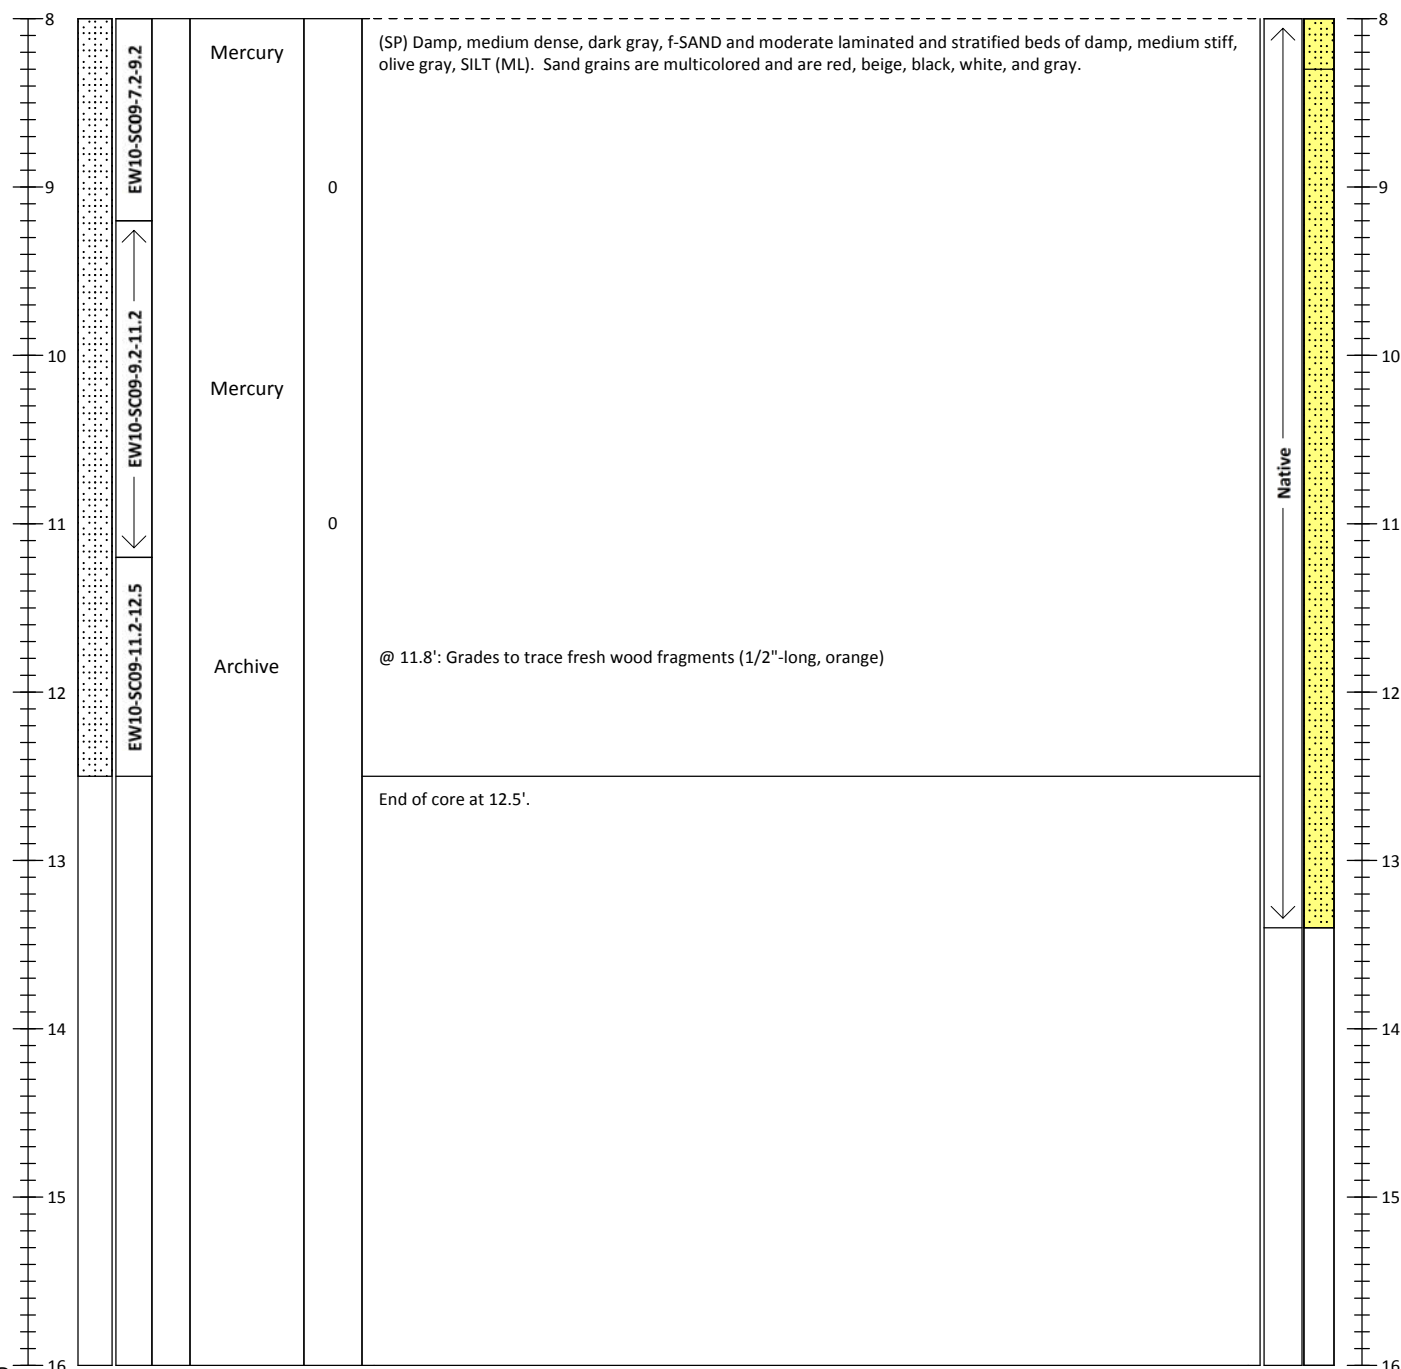 8
9
10
11
12
13
14
15
16
EW10-SC09-7.2-9.2
EW10-SC09-9.2-11.2
EW10-SC09-11.2-12.5
Mercury
Mercury
Archive
0
0
(SP) Damp, medium dense, dark gray, f-SAND and moderate laminated and stratified beds of damp, medium stiff,
olive gray, SILT (ML).  Sand grains are multicolored and are red, beige, black, white, and gray.
@ 11.8': Grades to trace fresh wood fragments (1/2"-long, orange)
End of core at 12.5'.
Native
8
9
10
11
12
13
14
15
16